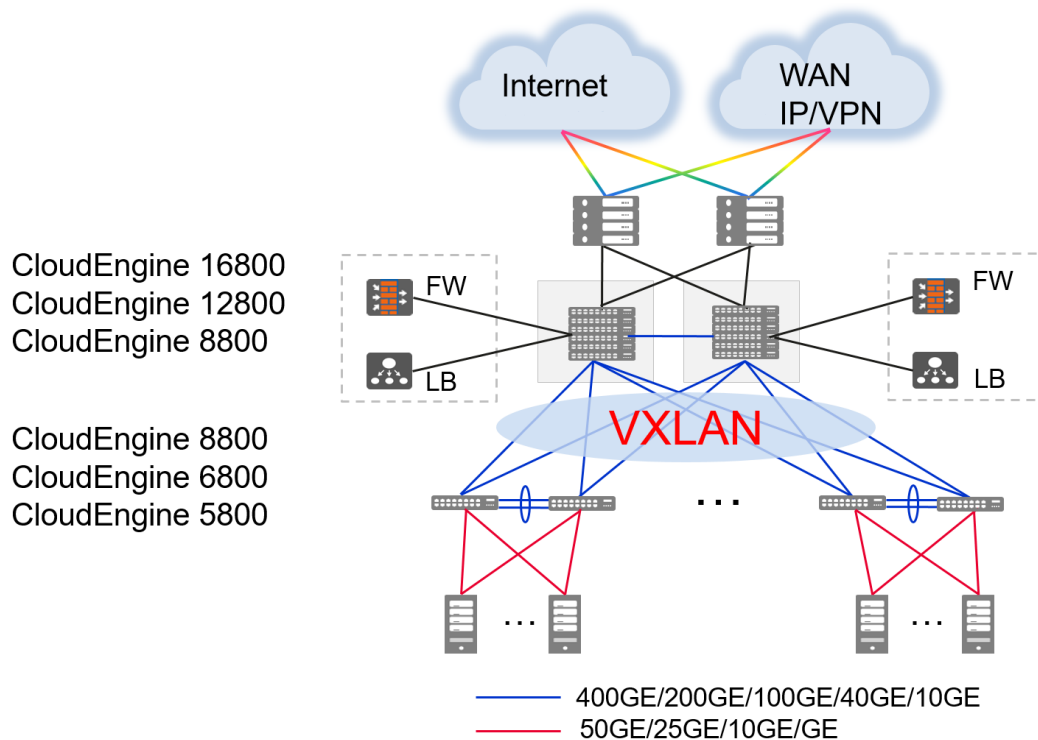 Internet
WAN
IP/VPN
CloudEngine 16800
CloudEngine 12800
CloudEngine 8800
FW
LB
FW
LB
VXLAN
CloudEngine 8800
CloudEngine 6800
CloudEngine 5800
...
...
...
400GE/200GE/100GE/40GE/10GE
50GE/25GE/10GE/GE